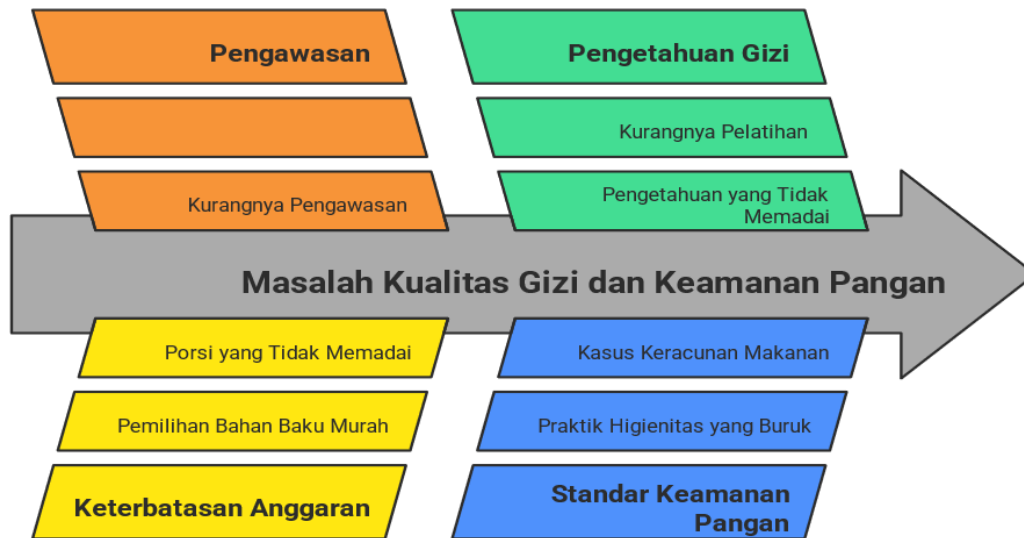 Pengawasan
Pengetahuan Gizi
Kurangnya Pelatihan
Kurangnya Pengawasan
Pengetahuan yang Tidak
Memadai
Masalah Kualitas Gizi dan Keamanan Pangan
Porsi yang Tidak Memadai
Kasus Keracunan Makanan
Pemilihan Bahan Baku Murah
Praktik Higienitas yang Buruk
Keterbatasan Anggaran
Standar Keamanan
Pangan